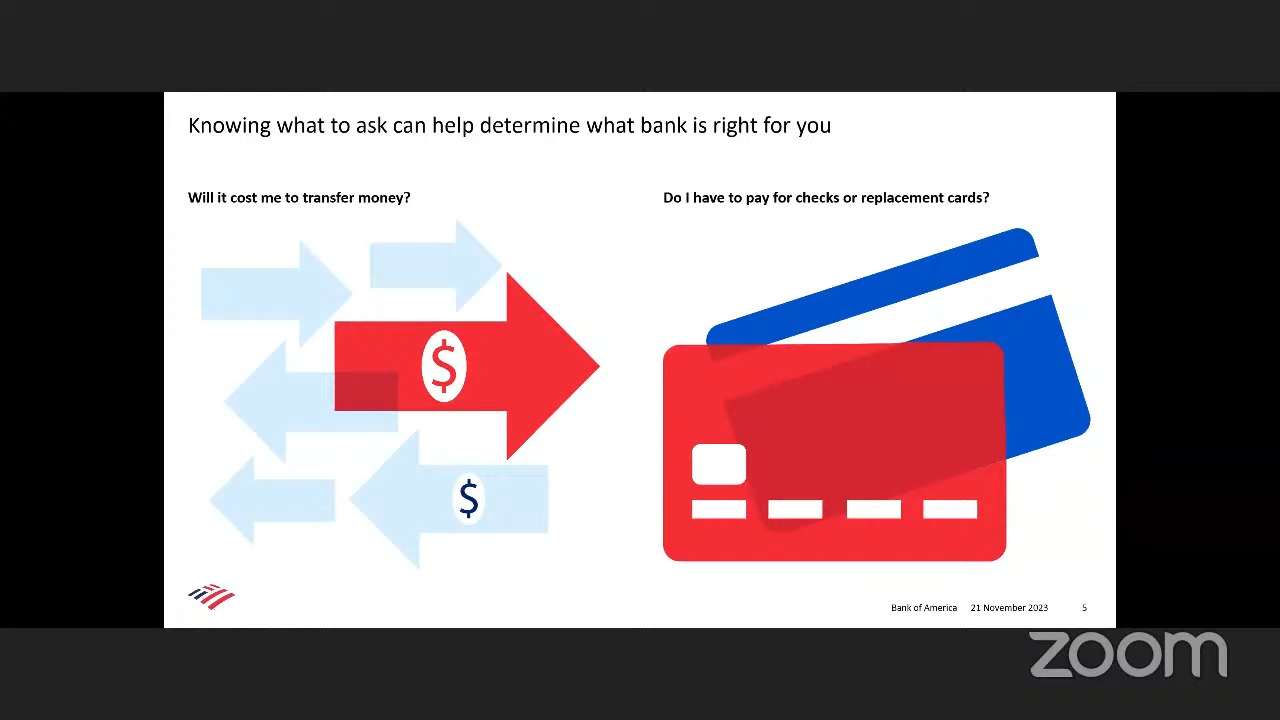 Knowing what to ask can help determine what bank is right for you
Will it cost me to transfer money?
Do I have to pay for checks or replacement cards?
$
$
Bank of America 21 November 2023 5
zoom